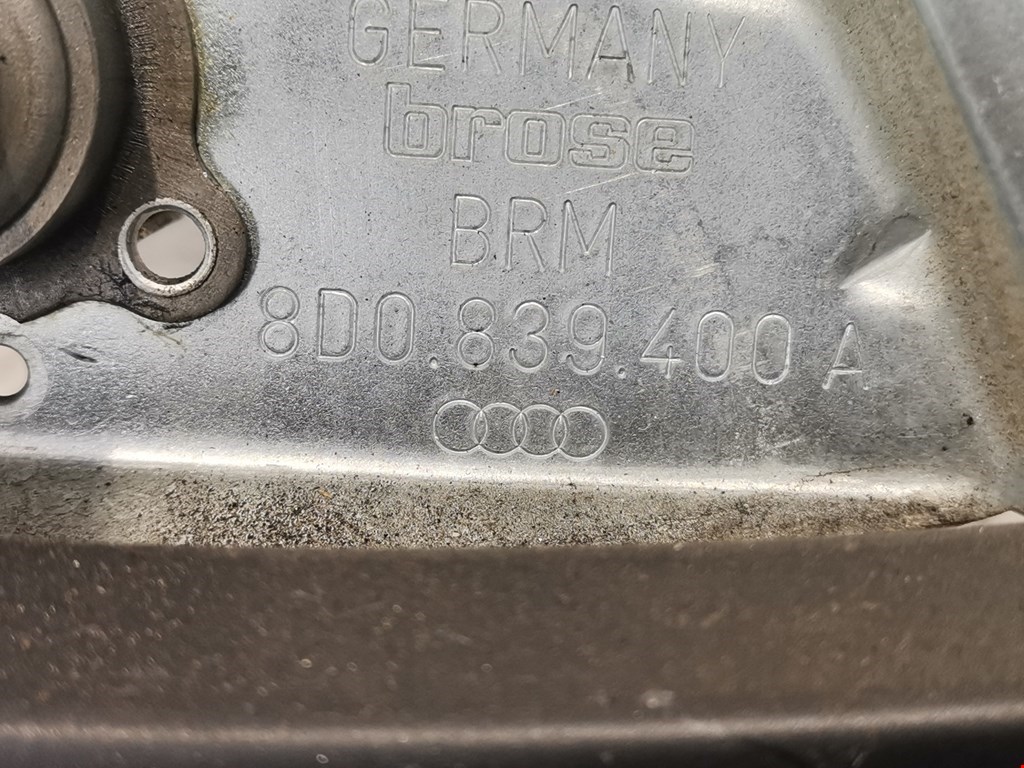 GERMANY
brose
BRM
8D0.839.400 A